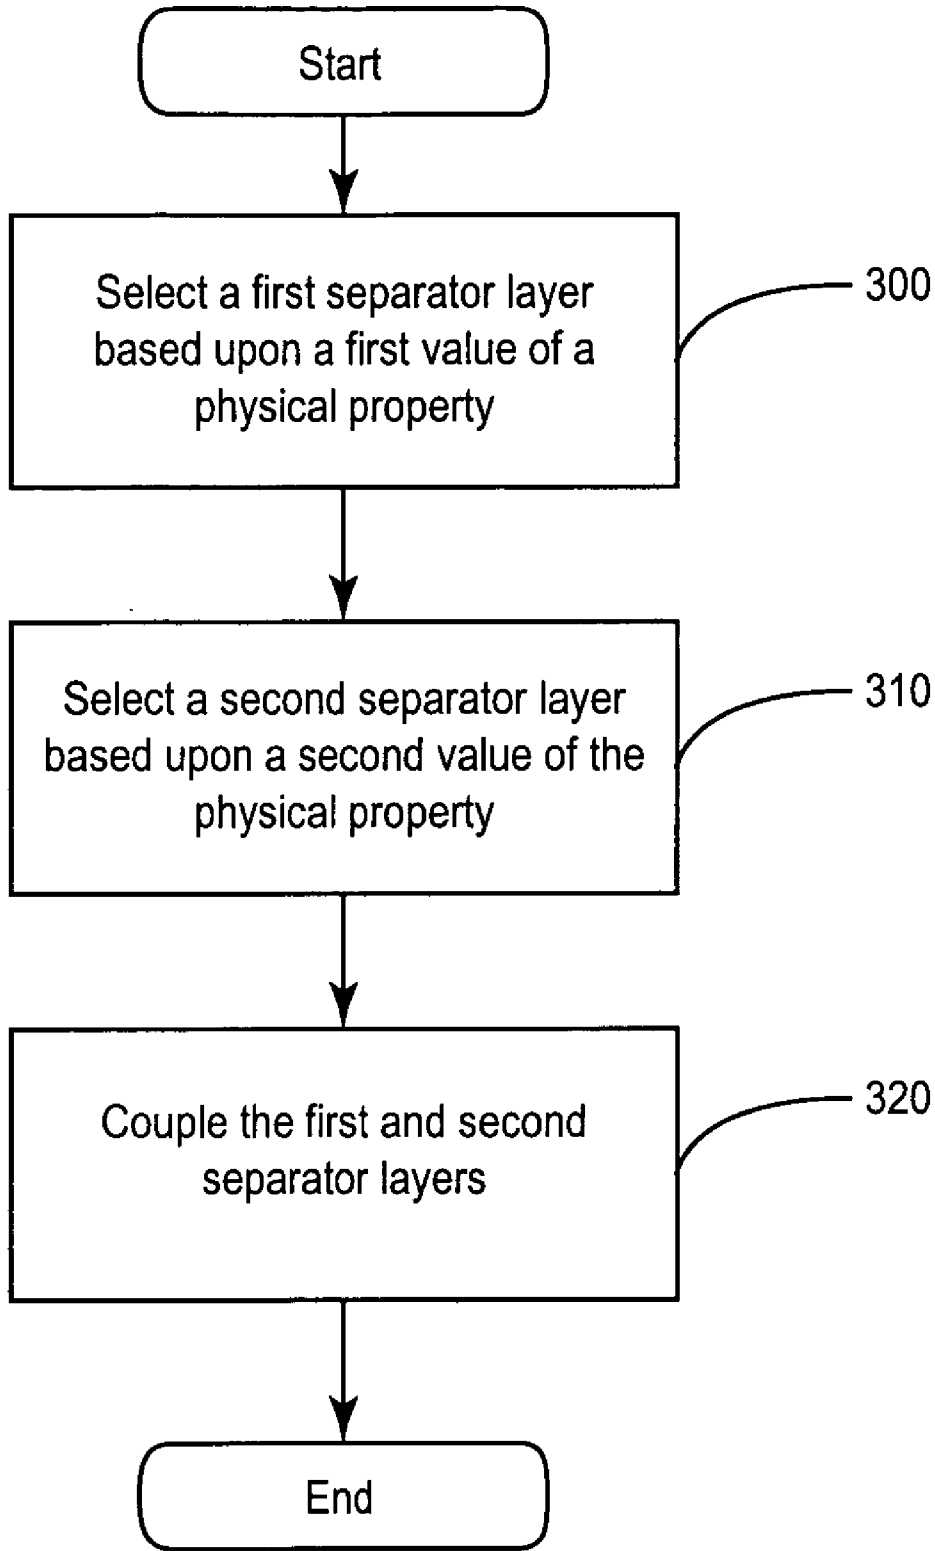 Start
Select a first separator layer
based upon a first value of a
physical property
300
Select a second separator layer
based upon a second value of the
physical property
310
Couple the first and second
separator layers
320
End